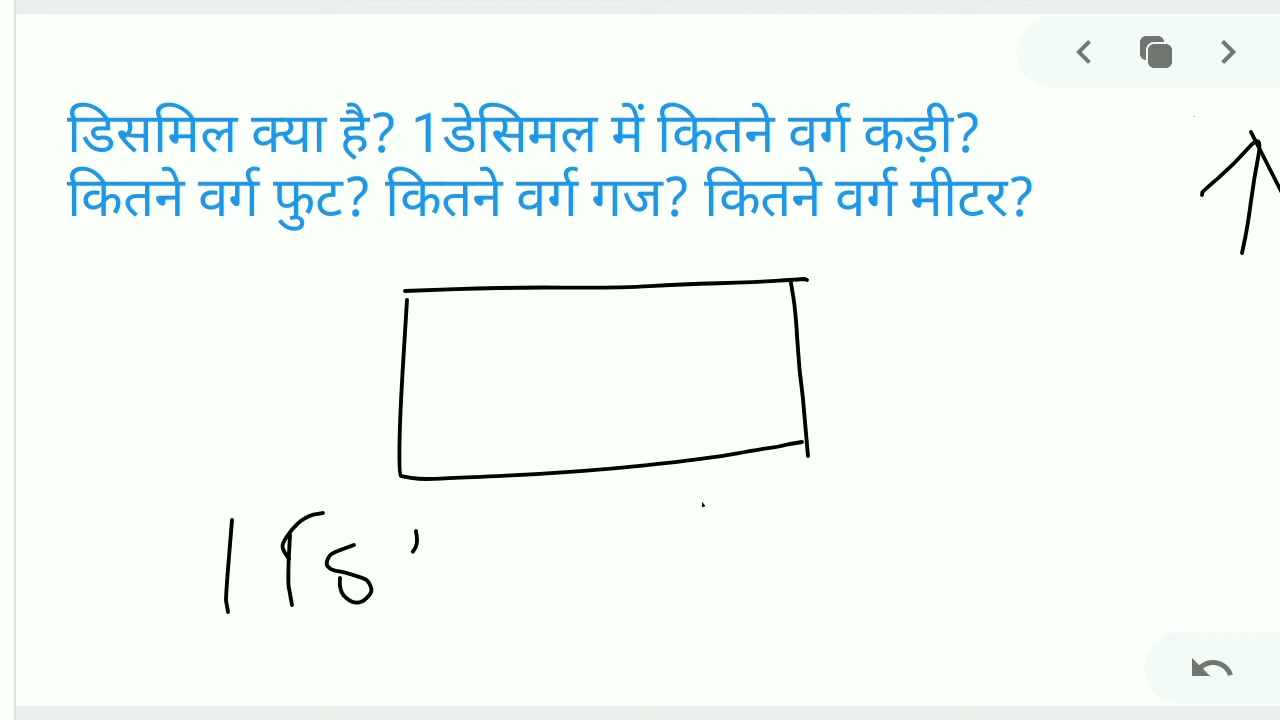 डिसमिल क्या है? 1डेसिमल में कितने वर्ग कड़ी?
कितने वर्ग फुट? कितने वर्ग गज? कितने वर्ग मीटर?